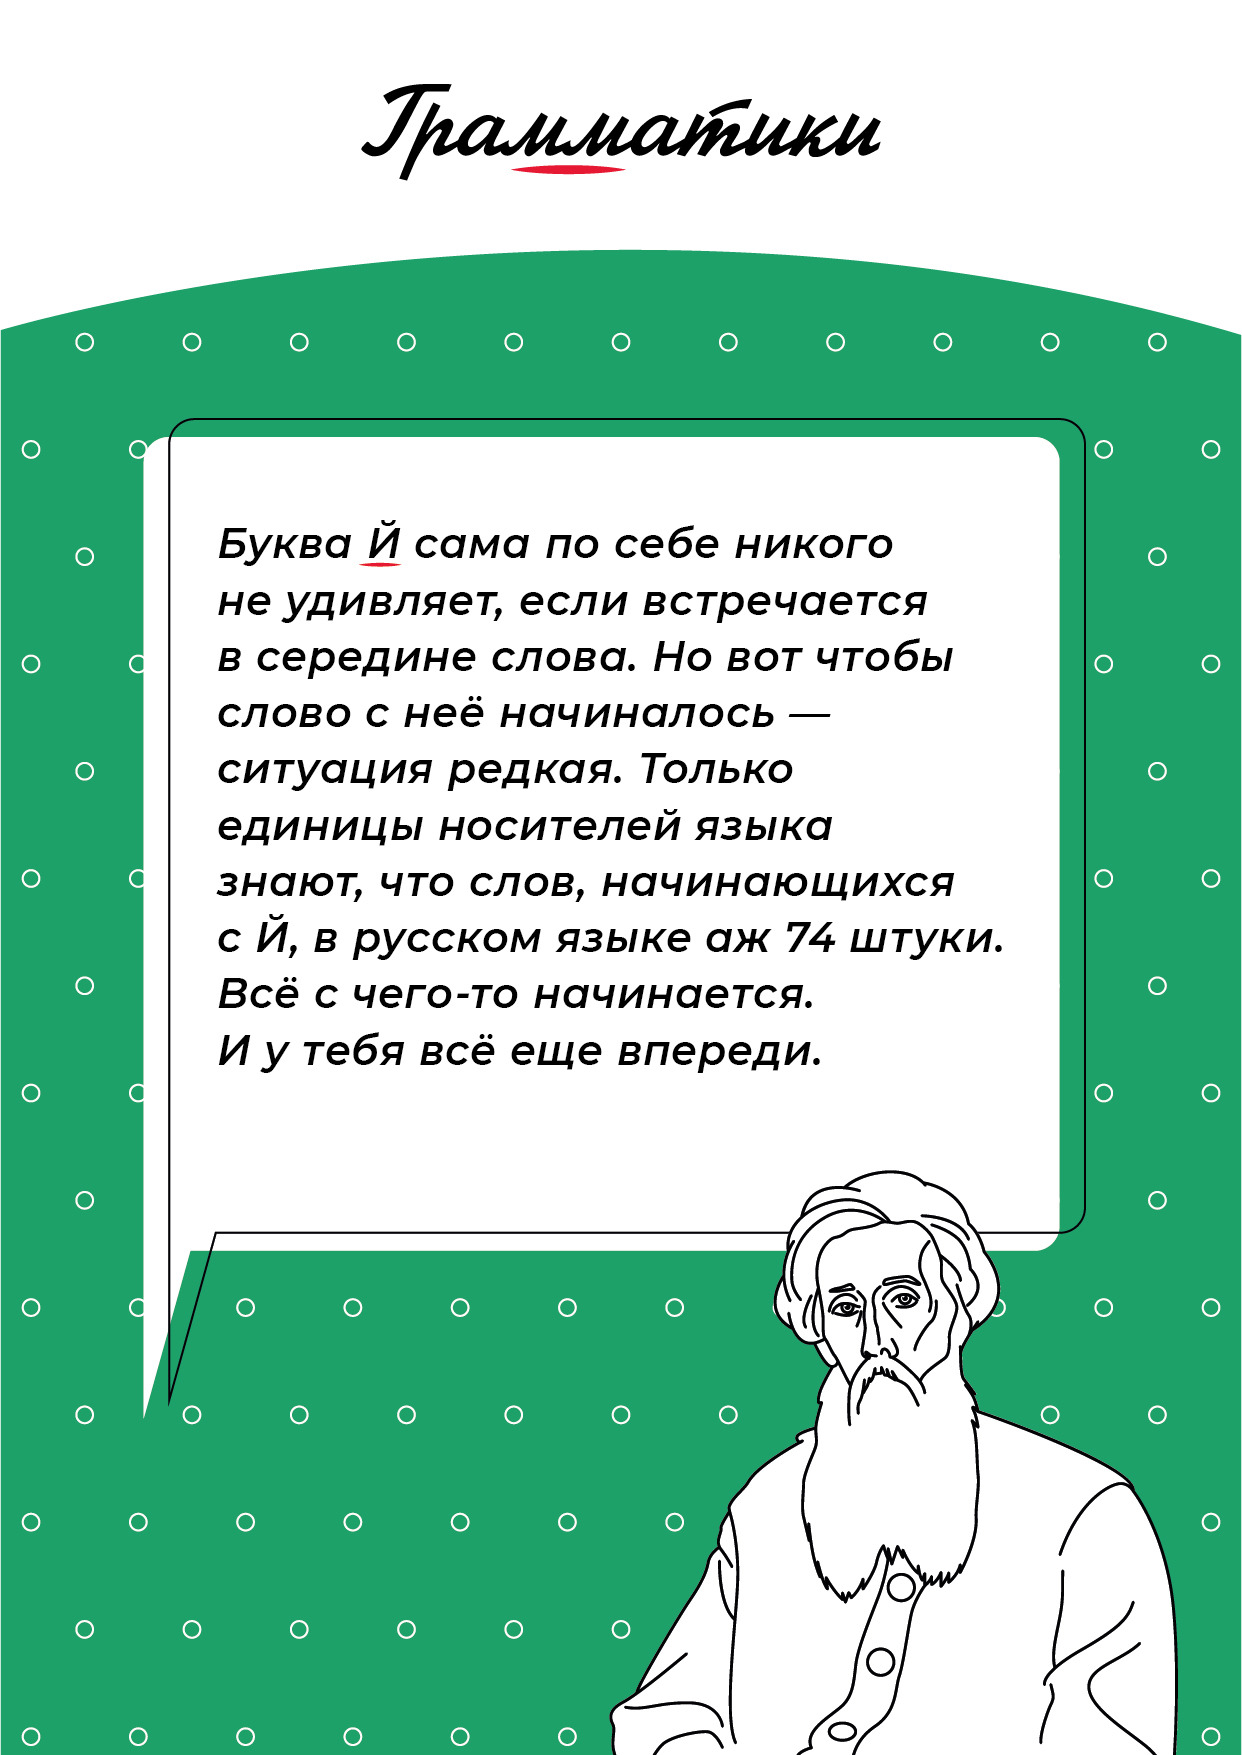 Грамматики
Буква Й сама по себе никого
не удивляет, если встречается
в середине слова. Но вот чтобы
слово с неё начиналось —
ситуация редкая. Только
единицы носителей языка
знают, что слов, начинающихся
с Й, в русском языке аж 74 штуки.
Всё с чего-то начинается.
И у тебя всё еще впереди.